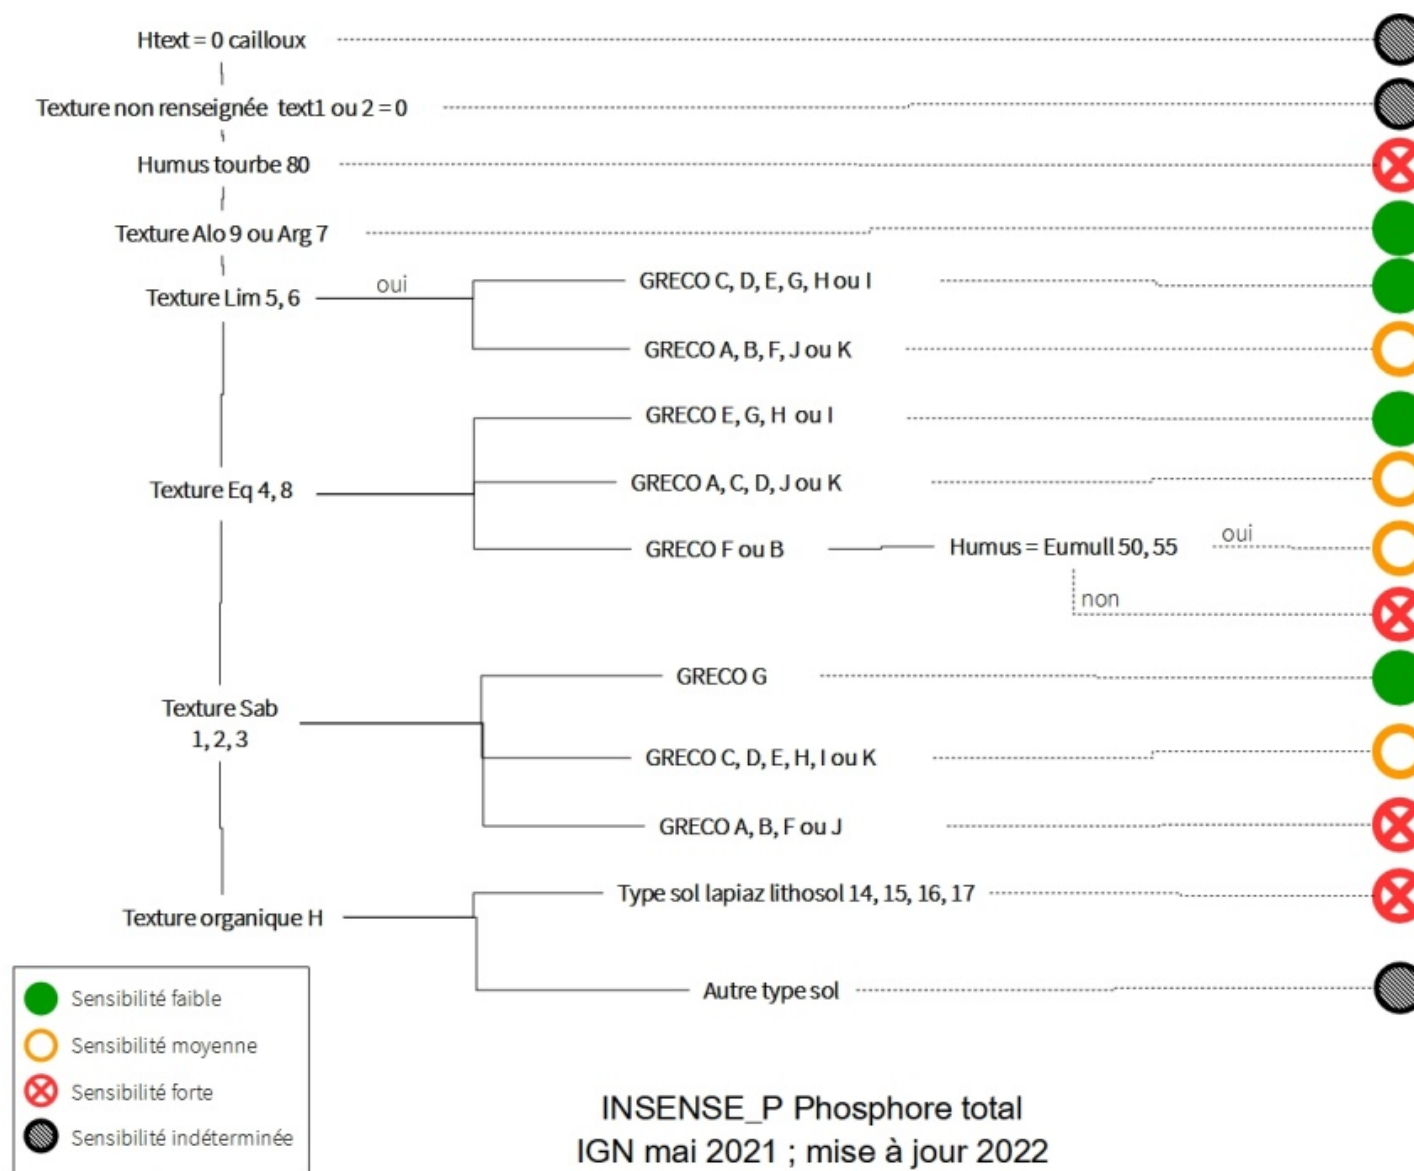 Htext = 0 cailloux
Texture non renseignée text1 ou 2 = 0
Humus tourbe 80
Texture Alo 9 ou Arg 7
Texture Lim 5, 6
oui
GRECO C, D, E, G, H ou I
GRECO A, B, F, J ou K
GRECO E, G, H ou I
Texture Eq 4, 8
GRECO A, C, D, J ou K
GRECO F ou B
Humus = Eumull 50, 55
oui
non
Texture Sab
1, 2, 3
GRECO G
GRECO C, D, E, H, I ou K
GRECO A, B, F ou J
Texture organique H
Type sol lapiaz lithosol 14, 15, 16, 17
Autre type sol
Sensibilité faible
Sensibilité moyenne
Sensibilité forte
Sensibilité indéterminée
INSENSE_P Phosphore total
IGN mai 2021 ; mise à jour 2022